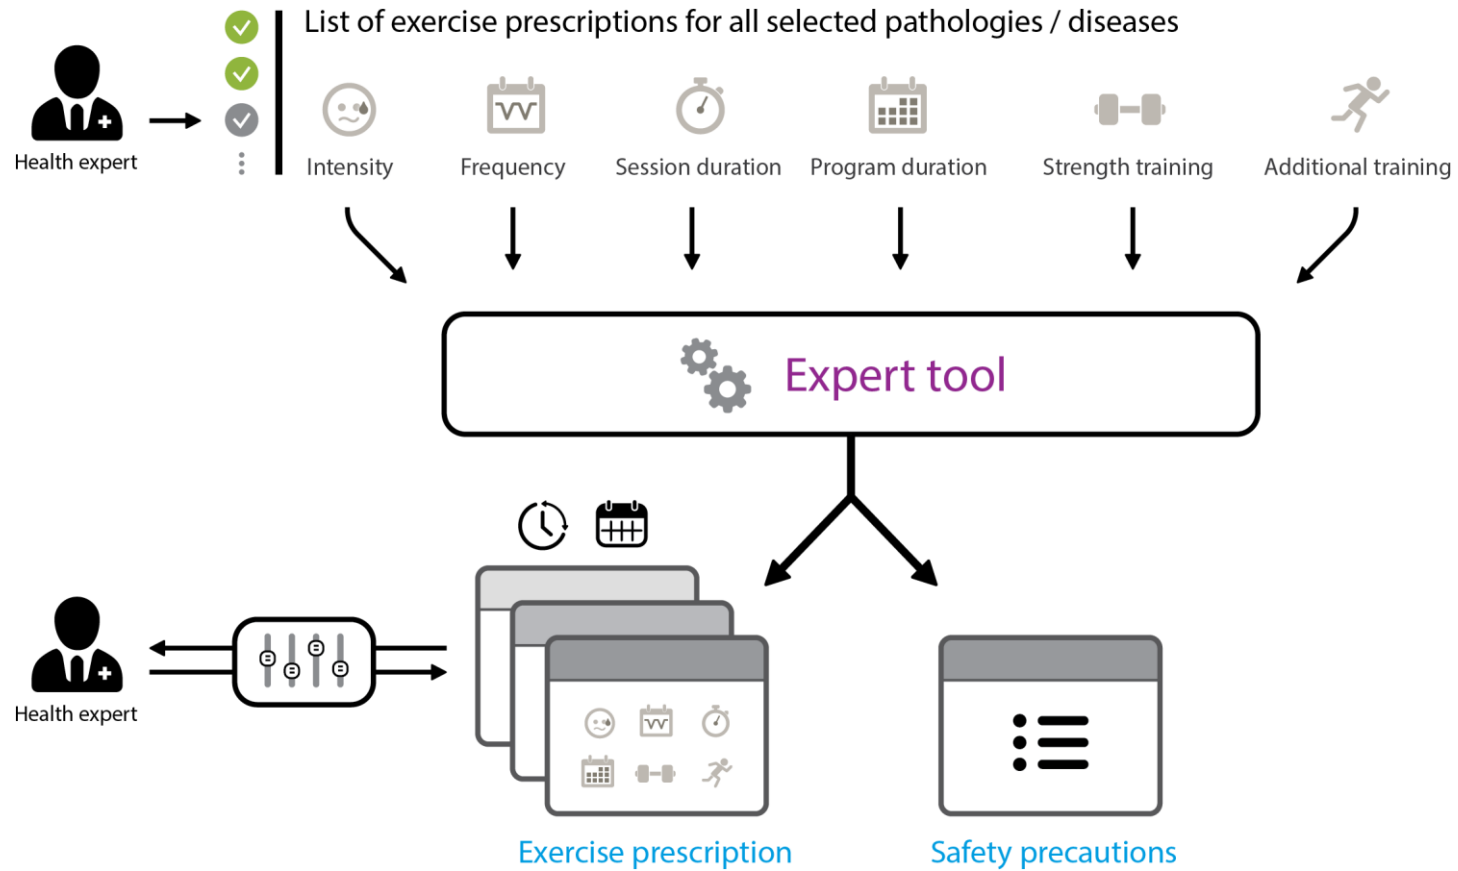 List of exercise prescriptions for all selected pathologies / diseases
Health expert
Intensity
Frequency
Session duration
Program duration
Strength training
Additional training
Expert tool
Health expert
Exercise prescription
Safety precautions